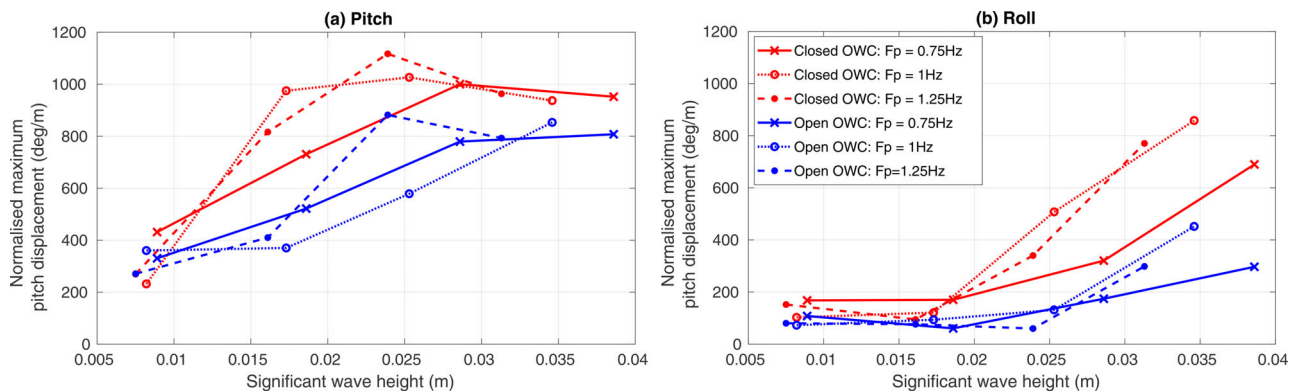 (a) Pitch
1200
1000
800
600
400
200
0
0.005 0.01 0.015 0.02 0.025 0.03 0.035 0.04
Significant wave height (m)
Normalised maximum
pitch displacement (deg/m)
(b) Roll
1200
1000
800
600
400
200
0
0.005 0.01 0.015 0.02 0.025 0.03 0.035 0.04
Significant wave height (m)
Normalised maximum
pitch displacement (deg/m)
Closed OWC: Fp = 0.75Hz
Closed OWC: Fp = 1Hz
Closed OWC: Fp = 1.25Hz
Open OWC: Fp = 0.75Hz
Open OWC: Fp = 1Hz
Open OWC: Fp=1.25Hz